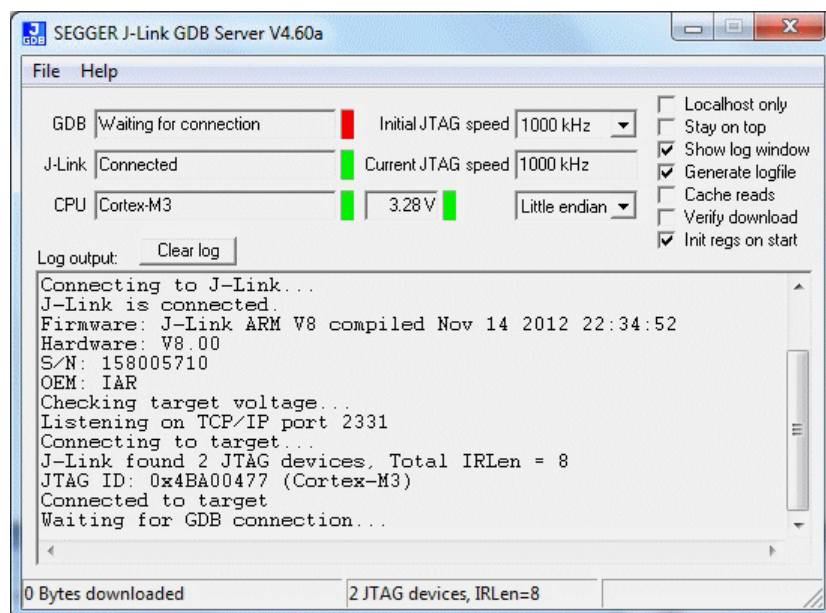 SEGGER J-Link GDB Server V4.60a
File Help
GDB Waiting for connection Initial JTAG speed 1000 kHz
J-Link Connected Current JTAG speed 1000 kHz
CPU Cortex-M3 3.28 V Little endian
Localhost only
Stay on top
Show log window
Generate logfile
Cache reads
Verify download
Init regs on start
Log output: Clear log
Connecting to J-Link...
J-Link is connected.
Firmware: J-Link ARM V8 compiled Nov 14 2012 22:34:52
Hardware: V8.00
S/N: 158005710
OEM: IAR
Checking target voltage...
Listening on TCP/IP port 2331
Connecting to target...
J-Link found 2 JTAG devices, Total IRLen = 8
JTAG ID: 0x4BA00477 (Cortex-M3)
Connected to target
Waiting for GDB connection...
0 Bytes downloaded 2 JTAG devices, IRLen=8